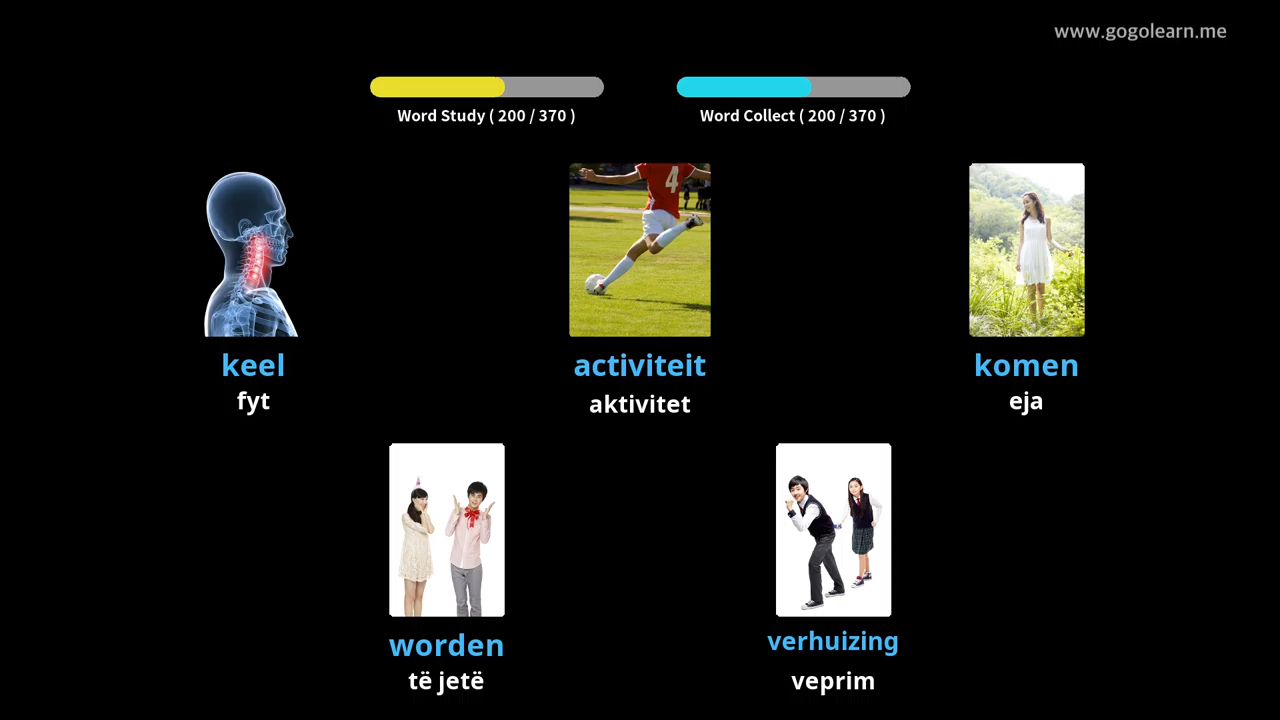 www.gogolearn.me
Word Study ( 200 / 370 )
Word Collect ( 200 / 370 )
4
keel
fyt
activiteit
aktivitet
komen
eja
worden
të jetë
verhuizing
veprim